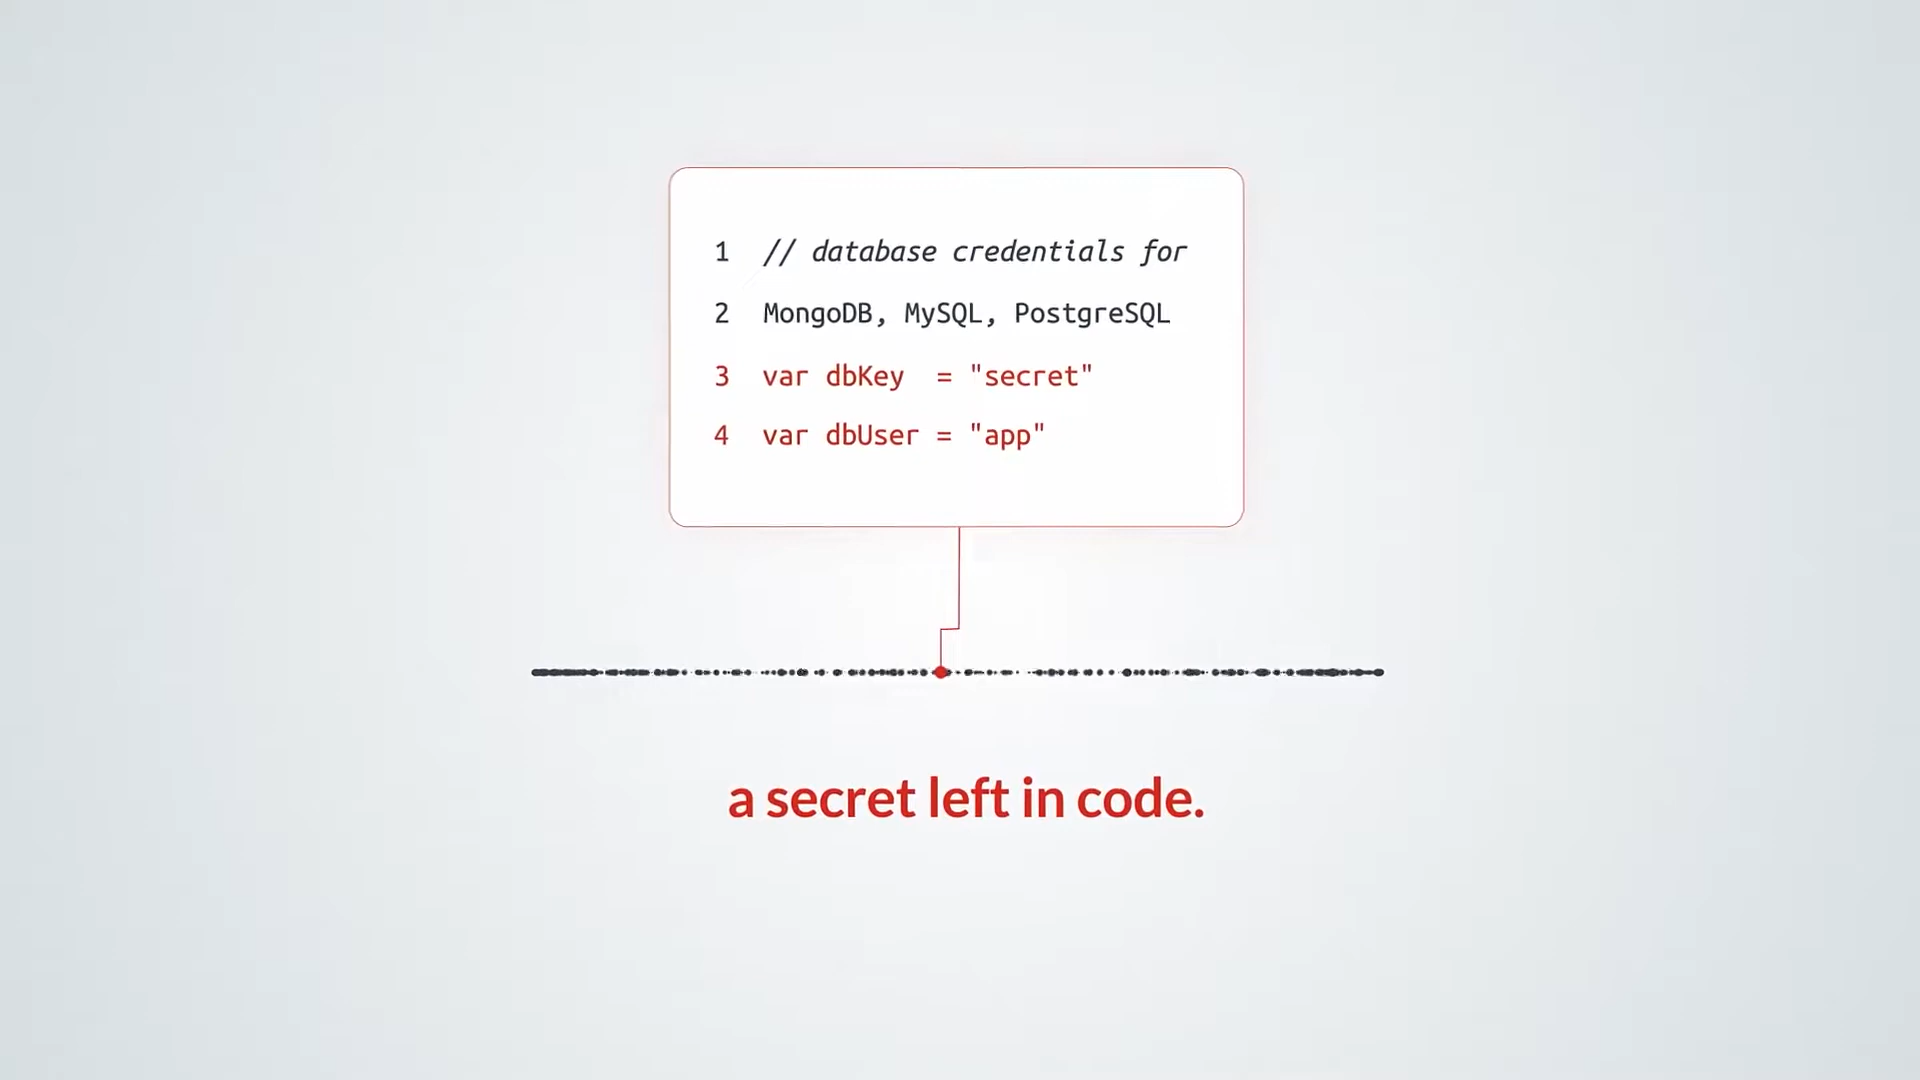 1 // database credentials for
2 MongoDB, MySQL, PostgreSQL
3 var dbKey  = "secret"
4 var dbUser = "app"
a secret left in code.